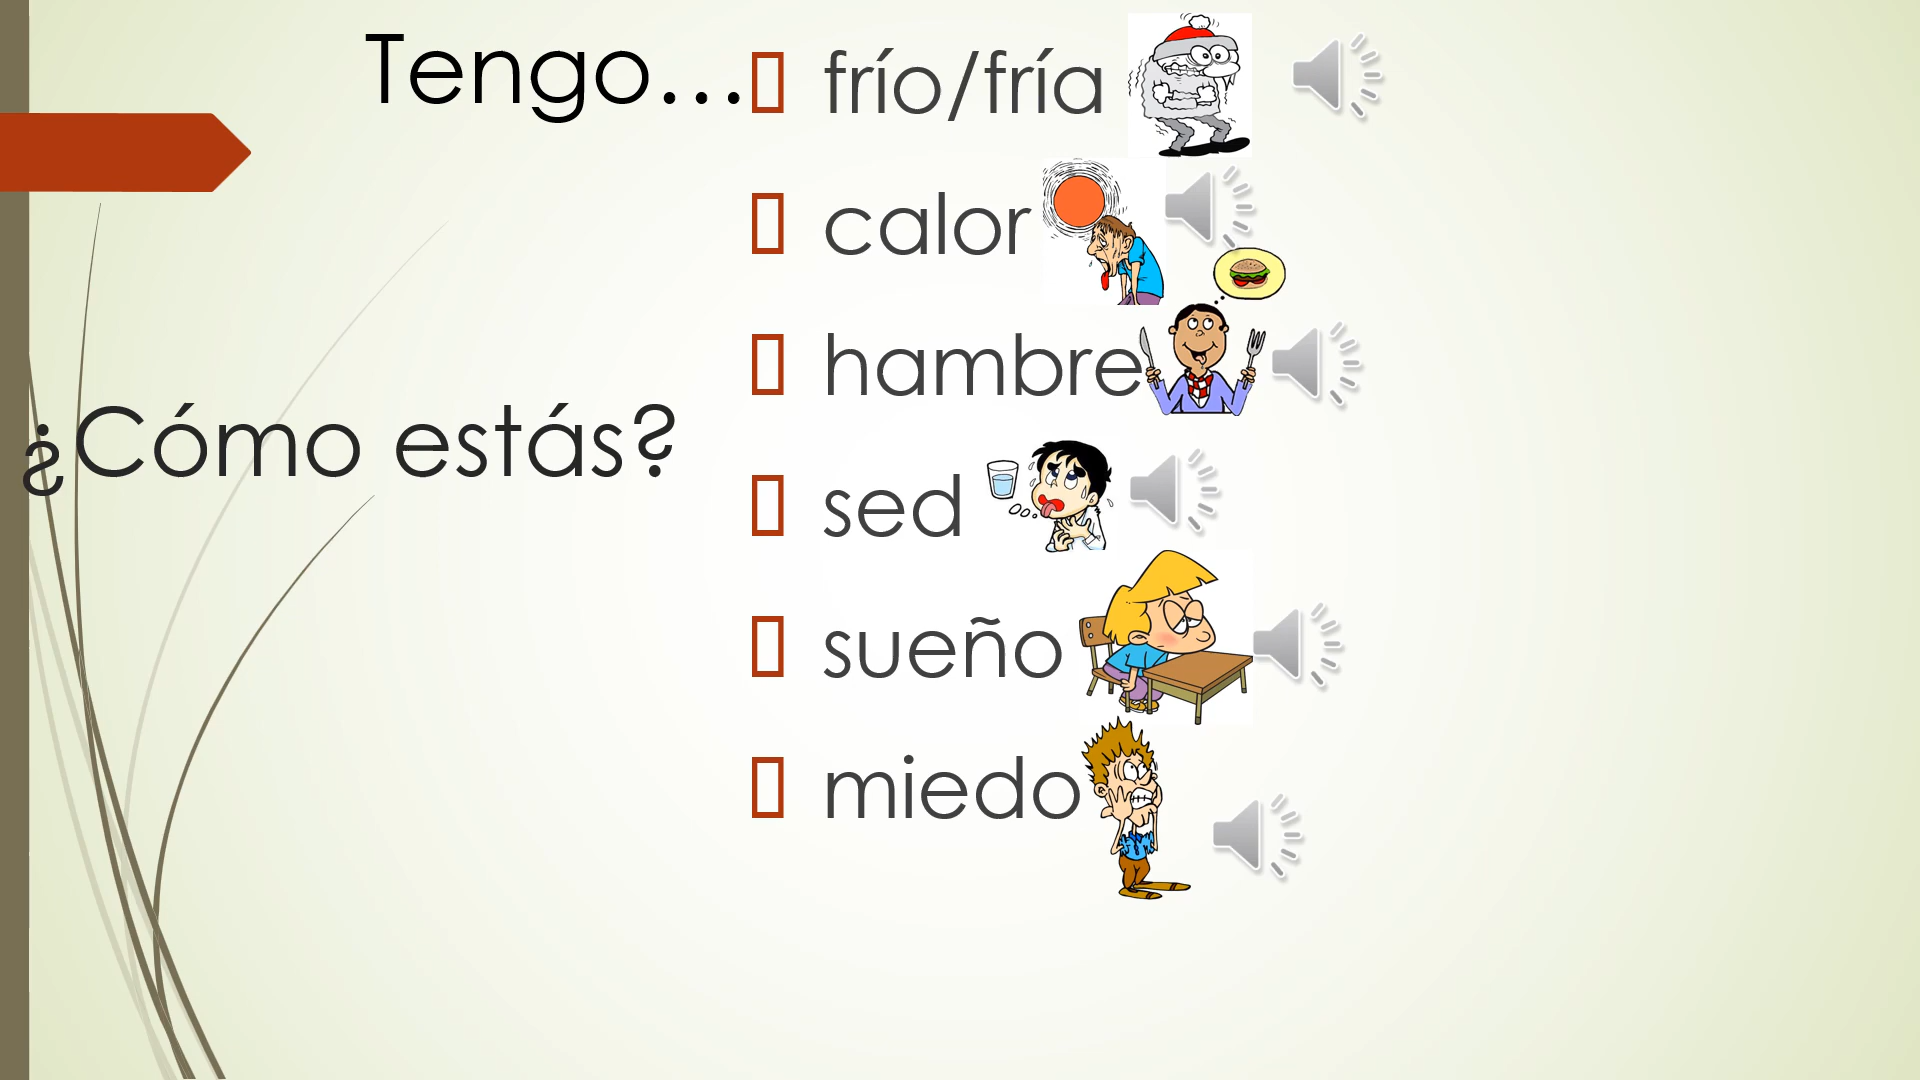 Tengo...
frío/fría
calor
hambre
sed
sueño
miedo
¿Cómo estás?